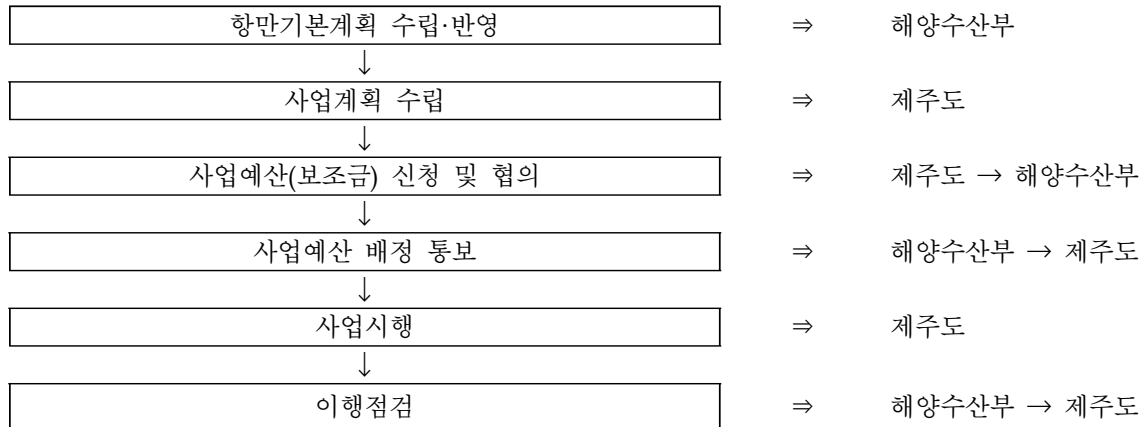 항만기본계획 수립·반영 ⇒ 해양수산부
↓
사업계획 수립 ⇒ 제주도
↓
사업예산(보조금) 신청 및 협의 ⇒ 제주도 → 해양수산부
↓
사업예산 배정 통보 ⇒ 해양수산부 → 제주도
↓
사업시행 ⇒ 제주도
↓
이행점검 ⇒ 해양수산부 → 제주도